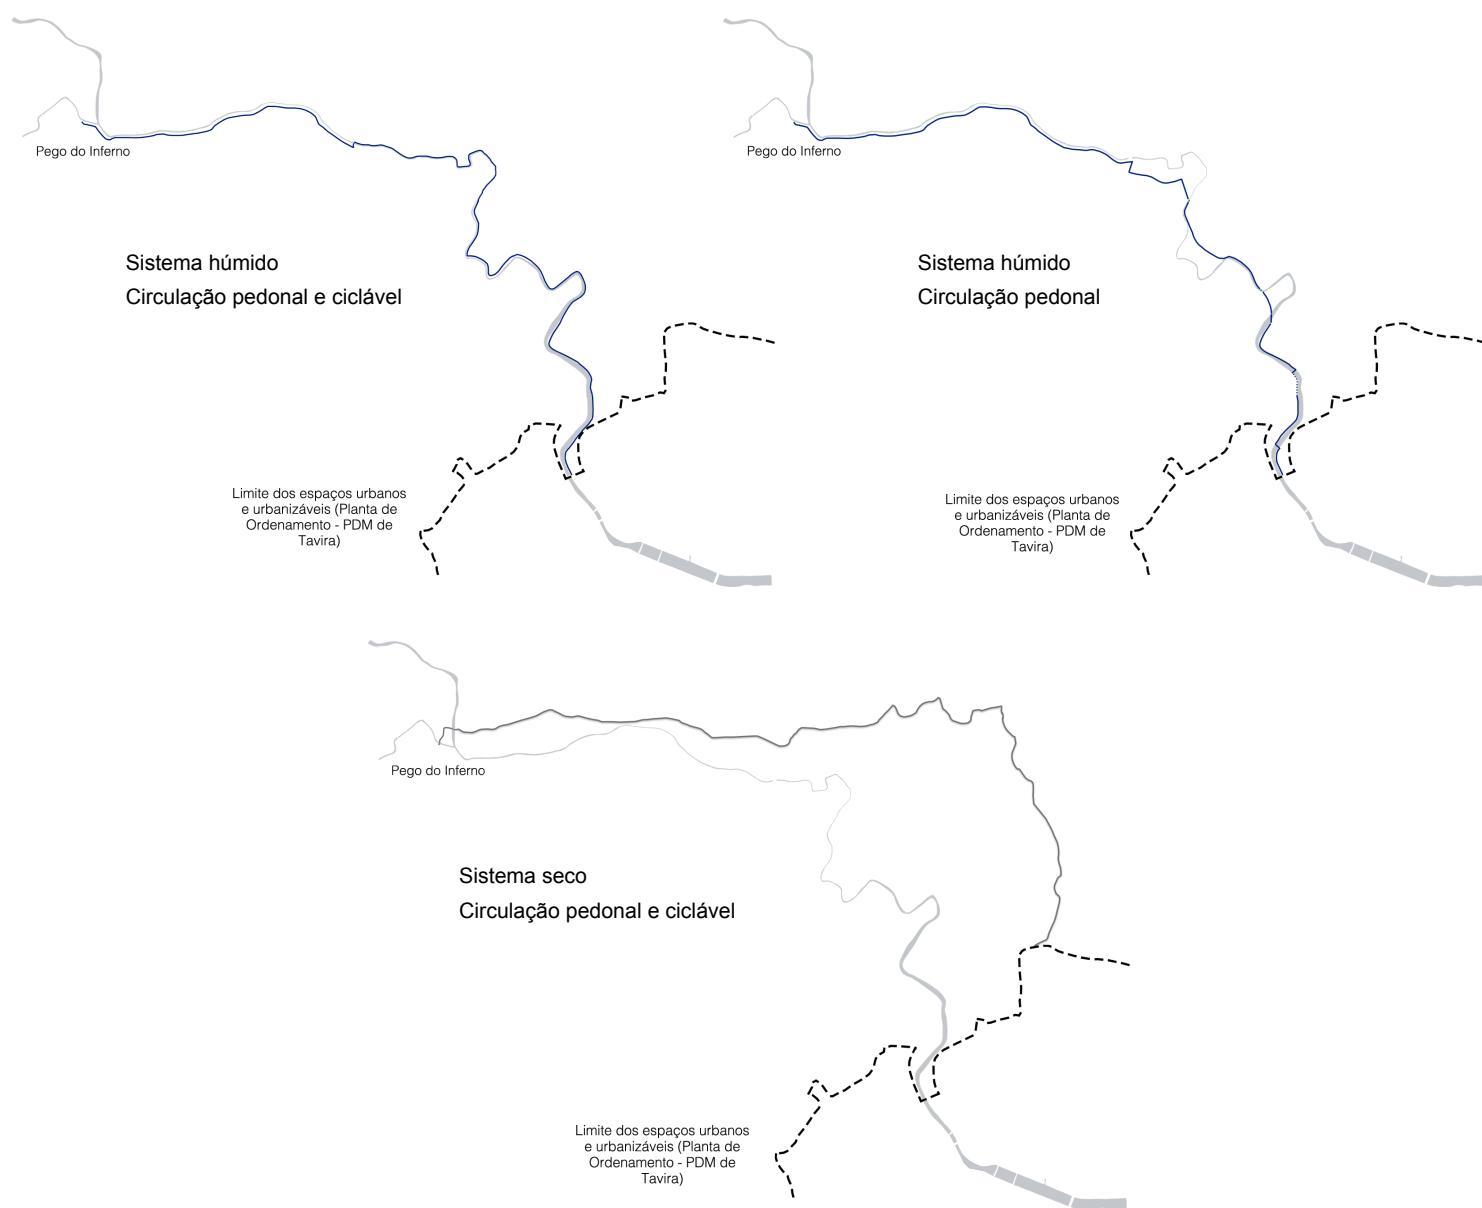 Pego do Inferno
Sistema húmido
Circulação pedonal e ciclável
Limite dos espaços urbanos
e urbanizáveis (Planta de
Ordenamento - PDM de
Tavira)
Pego do Inferno
Sistema húmido
Circulação pedonal
Limite dos espaços urbanos
e urbanizáveis (Planta de
Ordenamento - PDM de
Tavira)
Pego do Inferno
Sistema seco
Circulação pedonal e ciclável
Limite dos espaços urbanos
e urbanizáveis (Planta de
Ordenamento - PDM de
Tavira)